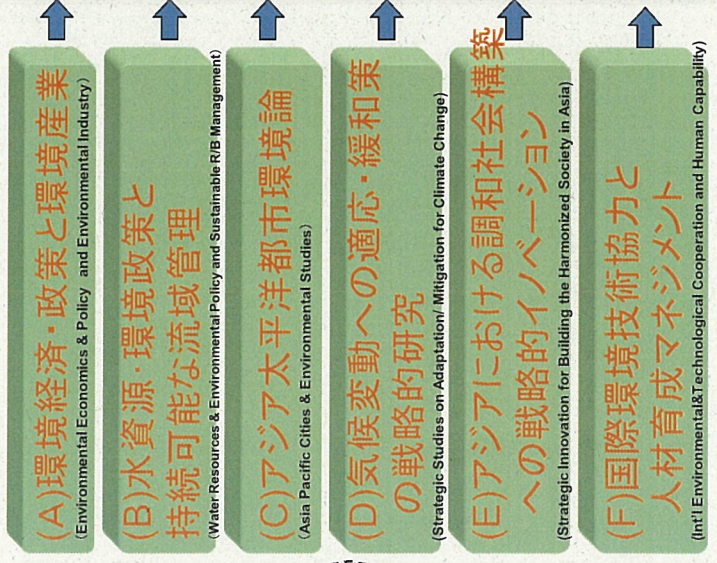 (A)環境経済・政策と環境産業
(Environmental Economics & Policy and Environmental Industry)
(B)水資源・環境政策と
持続可能な流域管理
(Water Resources & Environmental Policy and Sustainable R/B Management)
(C)アジア太平洋都市環境論
(Asia Pacific Cities & Environmental Studies)
(D)気候変動への適応・緩和策
の戦略的研究
(Strategic Studies on Adaptation/ Mitigation for Climate Change)
(E)アジアにおける調和社会構築
への戦略的イノベーション
(Strategic Innovation for Building the Harmonized Society in Asia)
(F)国際環境技術協力と
人材育成マネジメント
(Int'l Environmental&Technological Cooperation and Human Capability)